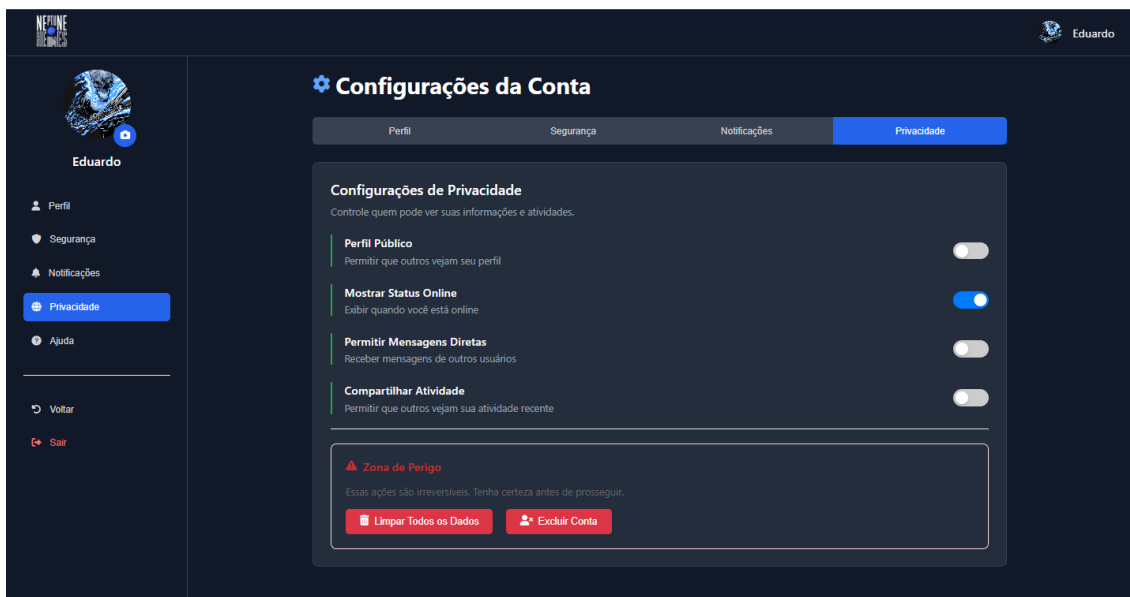 NEPTUNE
Eduardo
Eduardo
Perfil
Segurança
Notificações
Privacidade
Ajuda
Voltar
Sair
Configurações da Conta
Perfil Segurança Notificações Privacidade
Configurações de Privacidade
Controle quem pode ver suas informações e atividades.
Perfil Público
Permitir que outros vejam seu perfil
Mostrar Status Online
Exibir quando você está online
Permitir Mensagens Diretas
Receber mensagens de outros usuários
Compartilhar Atividade
Permitir que outros vejam sua atividade recente
Zona de Perigo
Essas ações são irreversíveis. Tenha certeza antes de prosseguir.
Limpar Todos os Dados Excluir Conta